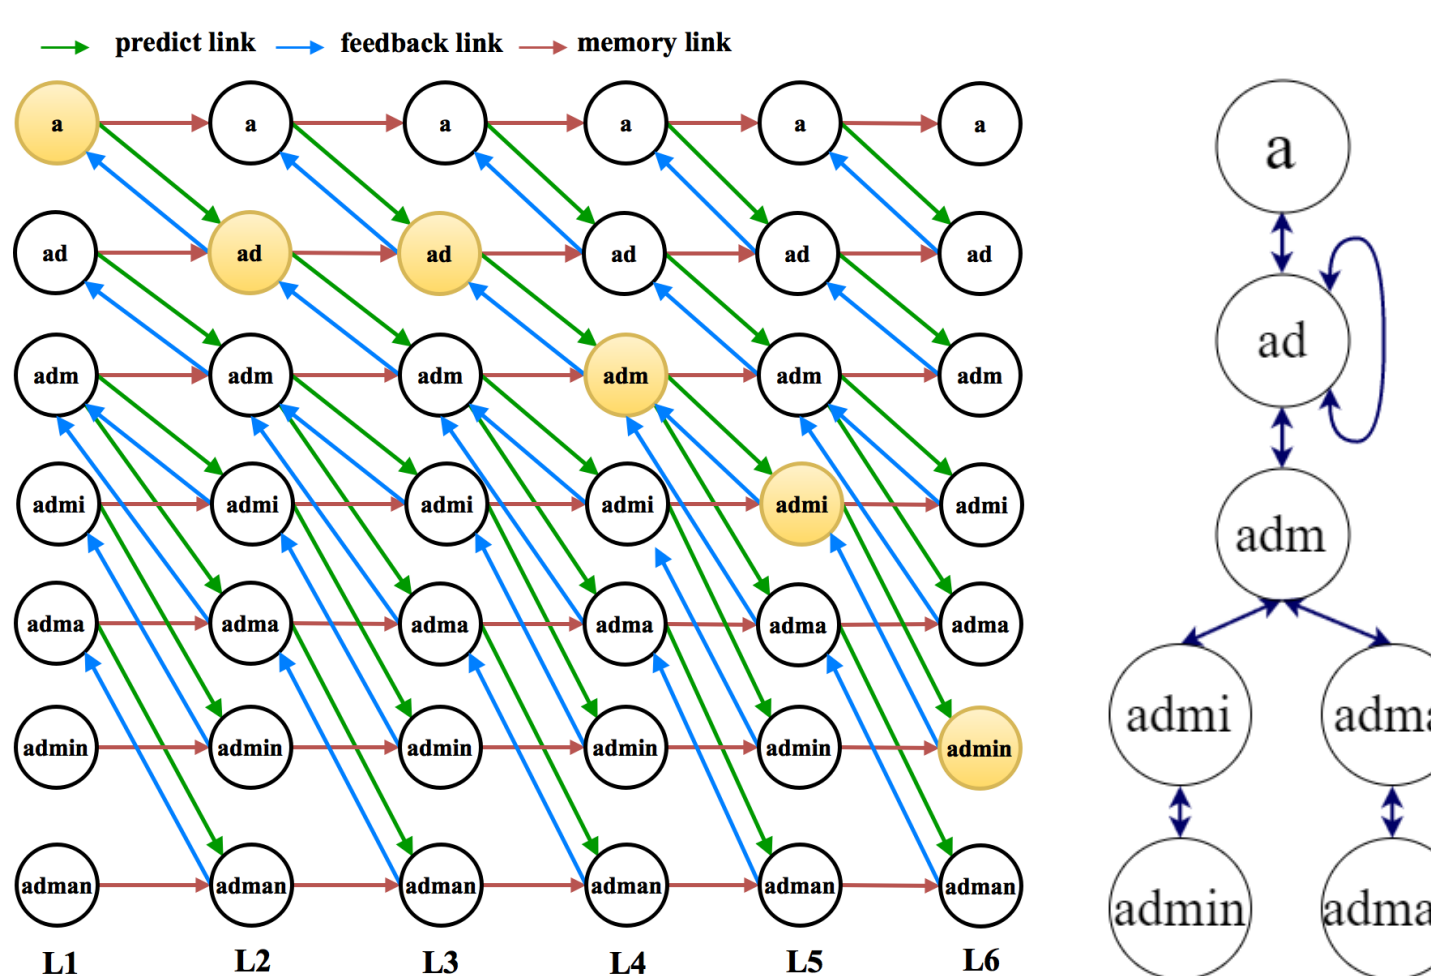 predict link feedback link memory link
a a a a a a
ad ad ad ad ad ad
adm adm adm adm adm adm
admi admi admi admi admi admi
adma adma adma adma adma adma
admin admin admin admin admin admin
adman adman adman adman adman adman
L1 L2 L3 L4 L5 L6
a
ad
adm
admi adma
admin adma